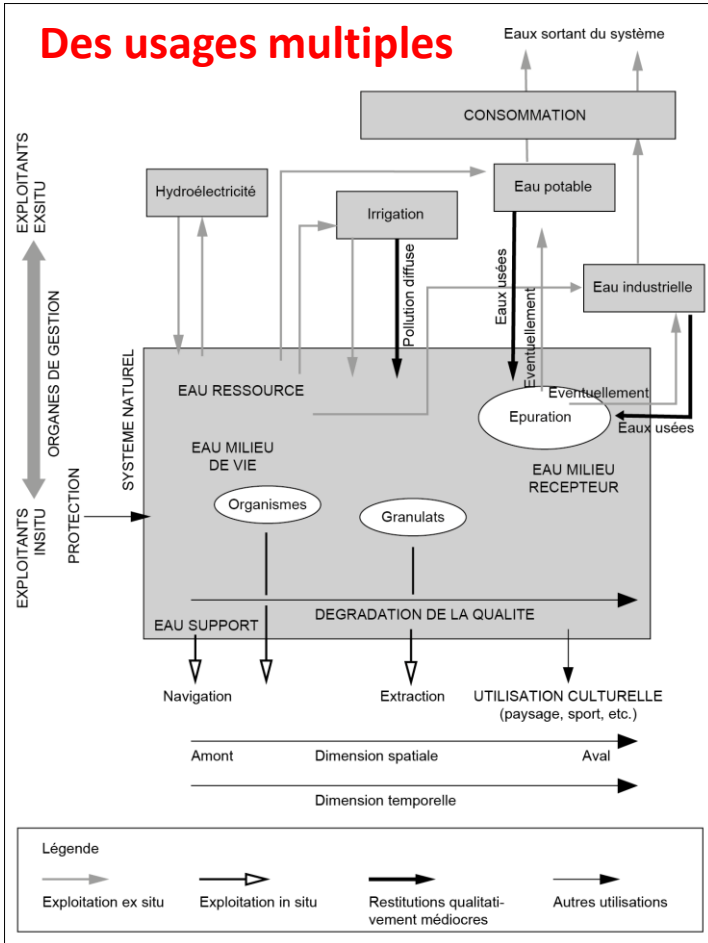 Des usages multiples
Eaux sortant du système
CONSOMMATION
Hydroélectricité
Irrigation
Eau potable
Eau industrielle
EXPLOITANTS
EXSITU
ORGANES DE GESTION
EXPLOITANTS
INSITU
PROTECTION
SYSTEME NATUREL
Pollution diffuse
Eaux usées
Eventuellement
Eventuellement
Eaux usées
EAU RESSOURCE
Epuration
EAU MILIEU
DE VIE
EAU MILIEU
RECEPTEUR
Organismes
Granulats
DEGRADATION DE LA QUALITE
EAU SUPPORT
Navigation
Extraction
UTILISATION CULTURELLE
(paysage, sport, etc.)
Amont
Dimension spatiale
Aval
Dimension temporelle
Légende
Exploitation ex situ
Exploitation in situ
Restitutions qualitati-
vement médiocres
Autres utilisations